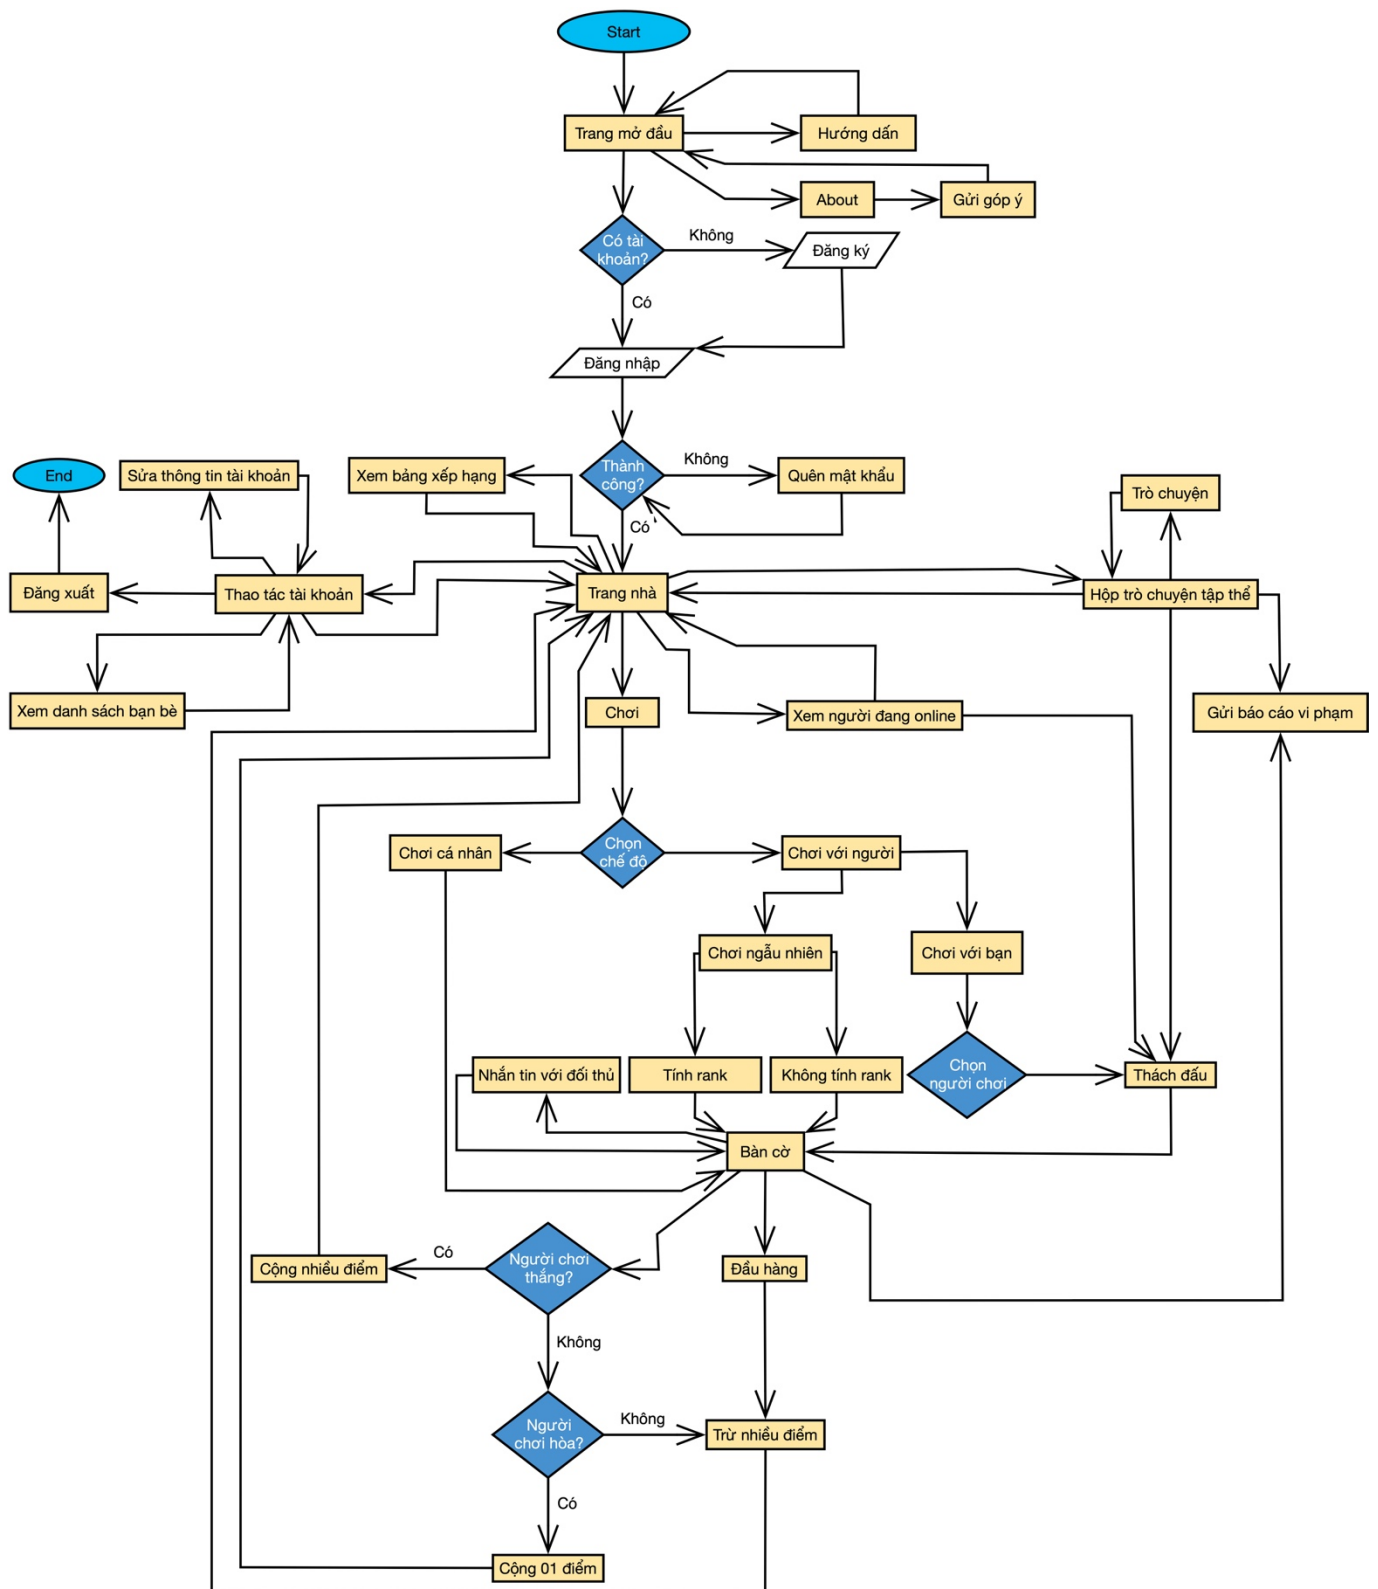 Start
Trang mở đầu
Hướng dấn
About
Gửi góp ý
Có tài
khoản?
Không
Đăng ký
Có
Đăng nhập
End
Sửa thông tin tài khoản
Xem bảng xếp hạng
Thành
công?
Không
Quên mật khẩu
Trò chuyện
Có
Đăng xuất
Thao tác tài khoản
Trang nhà
Hộp trò chuyện tập thể
Xem danh sách bạn bè
Chơi
Xem người đang online
Gửi báo cáo vi phạm
Chơi cá nhân
Chọn
chế độ
Chơi với người
Chơi ngẫu nhiên
Chơi với bạn
Nhắn tin với đối thủ
Tính rank
Không tính rank
Chọn
người chơi
Thách đấu
Bàn cờ
Cộng nhiều điểm
Có
Người chơi
thắng?
Đầu hàng
Không
Người
chơi hòa?
Không
Trừ nhiều điểm
Có
Cộng 01 điểm